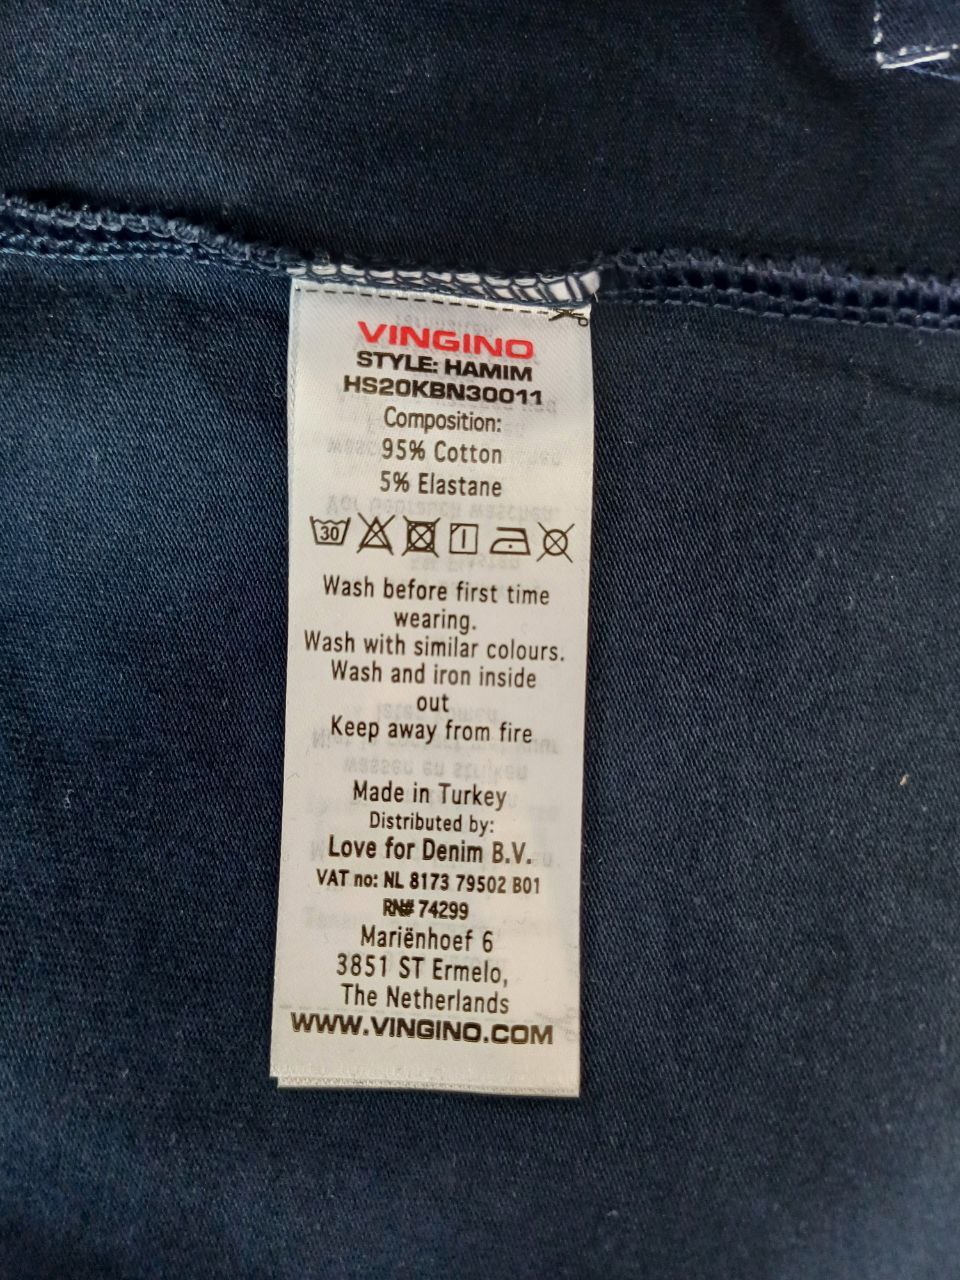 VINGINO
STYLE: HAMIM
HS20KBN30011
Composition:
95% Cotton
5% Elastane
30
Wash before first time
wearing.
Wash with similar colours.
Wash and iron inside
out
Keep away from fire
Made in Turkey
Distributed by:
Love for Denim B.V.
VAT no: NL 8173 79502 B01
RN# 74299
Mariënhoef 6
3851 ST Ermelo,
The Netherlands
WWW.VINGINO.COM